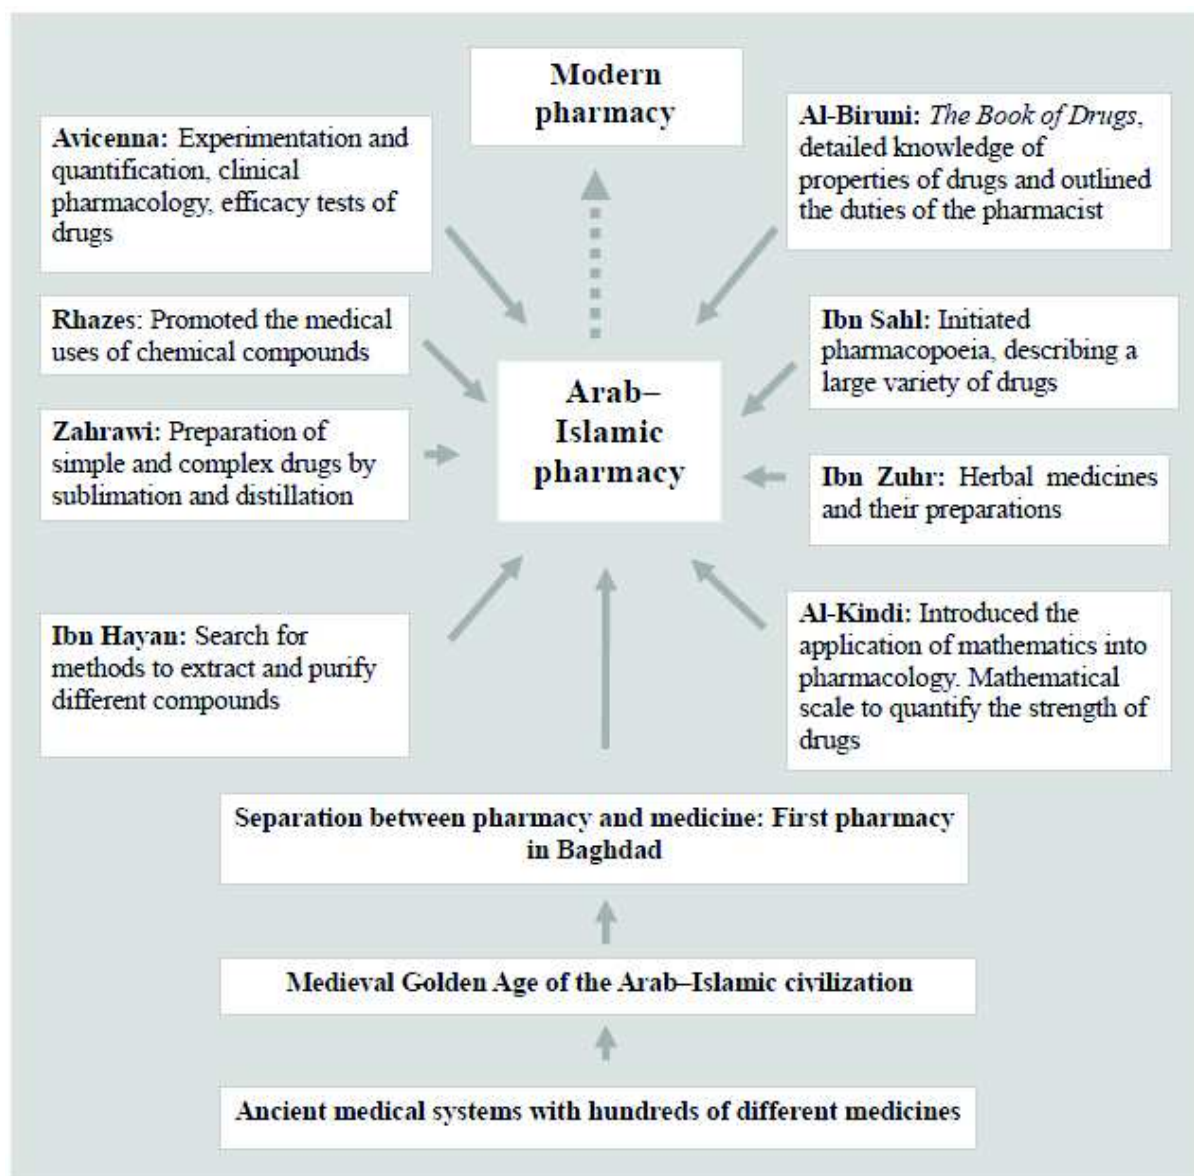 Modern
pharmacy
Avicenna: Experimentation and
quantification, clinical
pharmacology, efficacy tests of
drugs
Al-Biruni: The Book of Drugs,
detailed knowledge of
properties of drugs and outlined
the duties of the pharmacist
Rhazes: Promoted the medical
uses of chemical compounds
Ibn Sahl: Initiated
pharmacopoeia, describing a
large variety of drugs
Arab–
Islamic
pharmacy
Zahrawi: Preparation of
simple and complex drugs by
sublimation and distillation
Ibn Zuhr: Herbal medicines
and their preparations
Ibn Hayan: Search for
methods to extract and purify
different compounds
Al-Kindi: Introduced the
application of mathematics into
pharmacology. Mathematical
scale to quantify the strength of
drugs
Separation between pharmacy and medicine: First pharmacy
in Baghdad
Medieval Golden Age of the Arab–Islamic civilization
Ancient medical systems with hundreds of different medicines